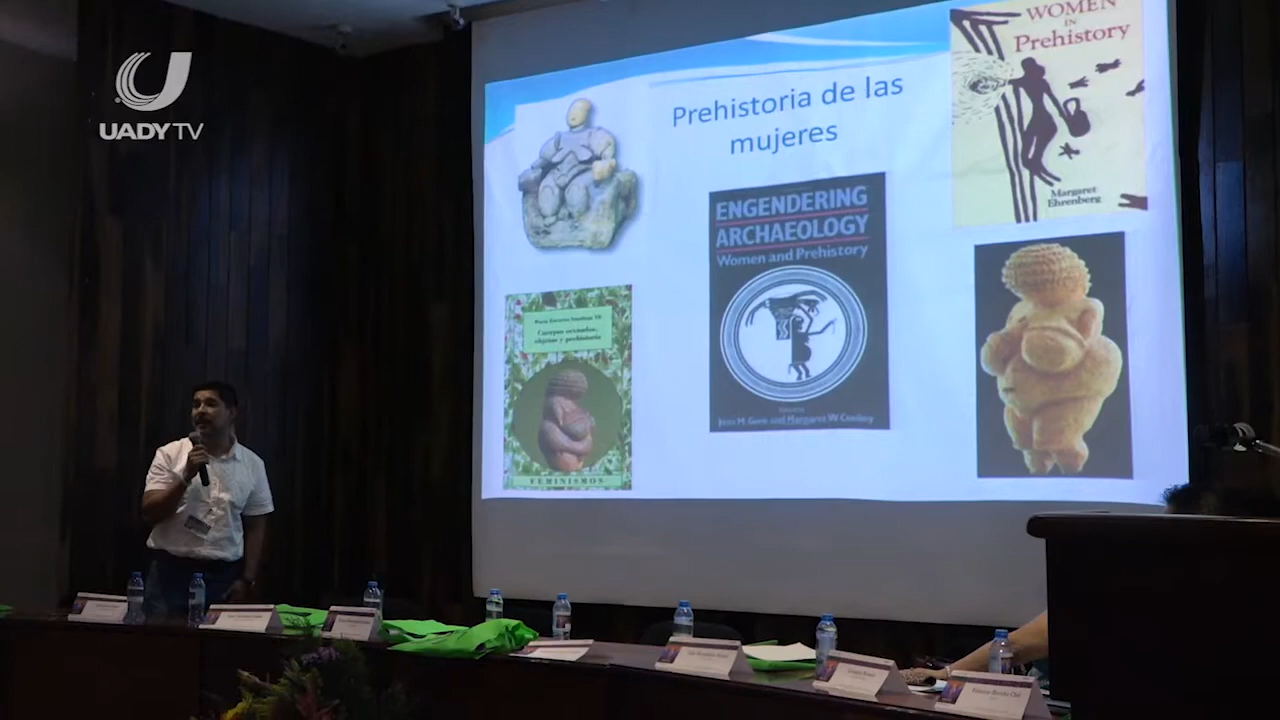 UADY TV
Prehistoria de las
mujeres
WOMEN
IN
Prehistory
Margaret
Ehrenberg
ENGENDERING
ARCHAEOLOGY
Women and Prehistory
Joan M. Gero and Margaret W. Conkey
Cuerpos sexuados,
objetos y prehistoria
FEMINISMOS